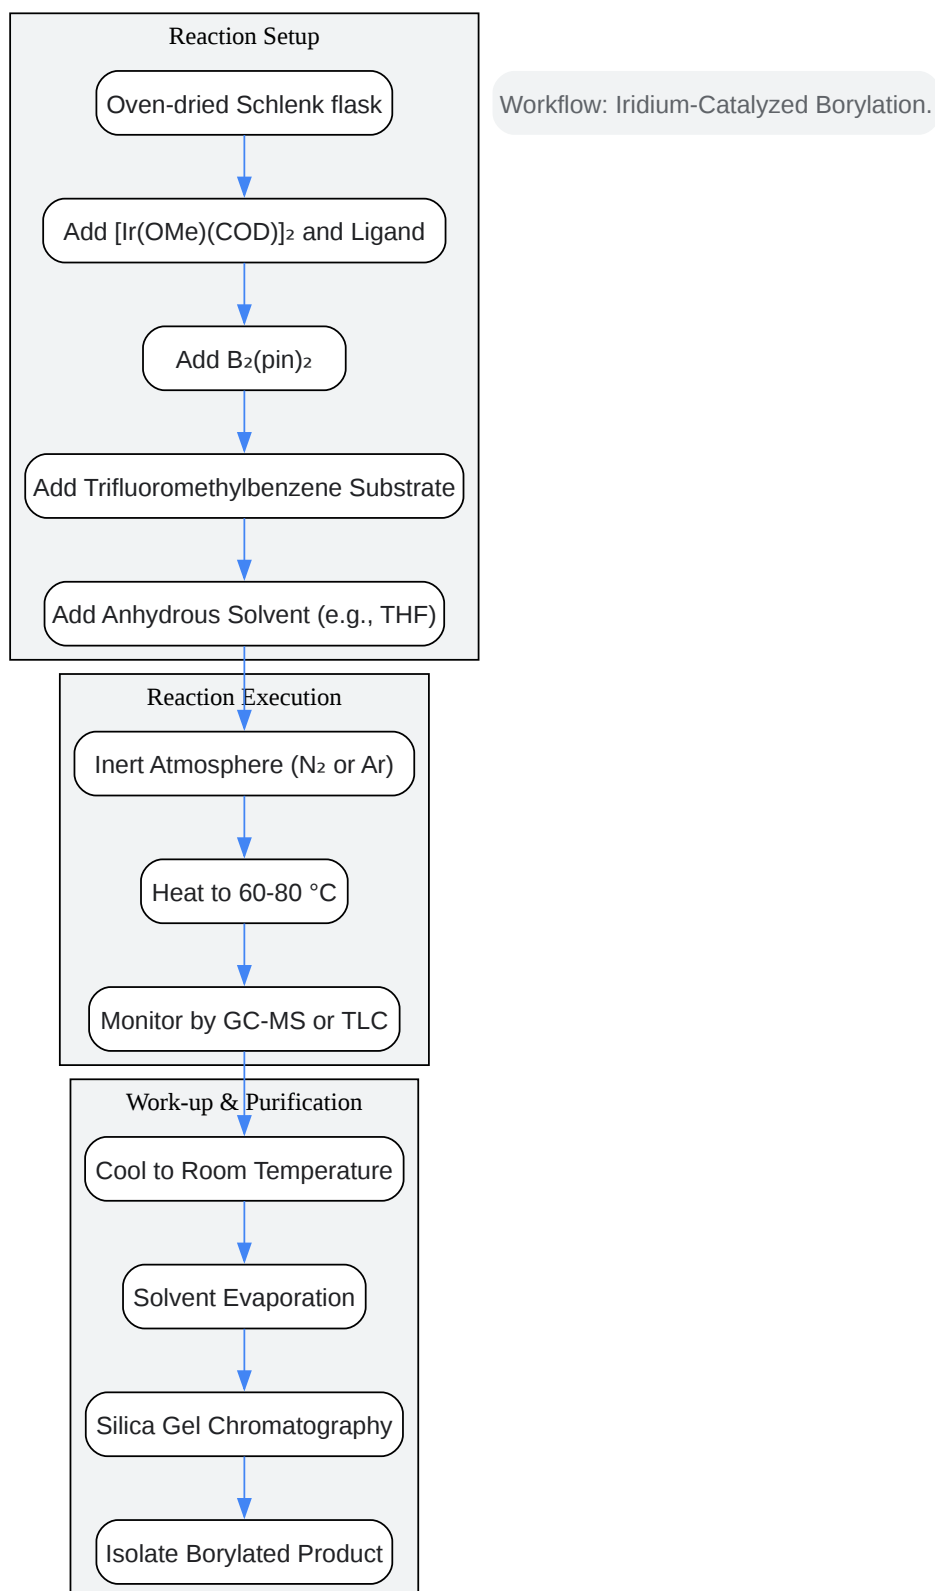 Reaction Setup
Oven-dried Schlenk flask
Workflow: Iridium-Catalyzed Borylation.
Add [Ir(OMe)(COD)]₂ and Ligand
Add B₂(pin)₂
Add Trifluoromethylbenzene Substrate
Add Anhydrous Solvent (e.g., THF)
Reaction Execution
Inert Atmosphere (N₂ or Ar)
Heat to 60-80 °C
Monitor by GC-MS or TLC
Work-up & Purification
Cool to Room Temperature
Solvent Evaporation
Silica Gel Chromatography
Isolate Borylated Product